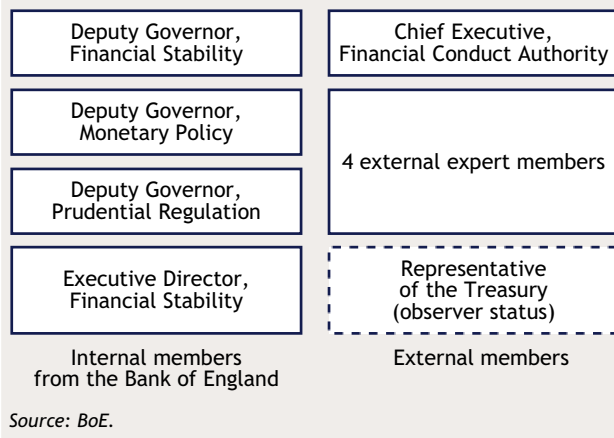 Deputy Governor,
Financial Stability
Deputy Governor,
Monetary Policy
Deputy Governor,
Prudential Regulation
Executive Director,
Financial Stability
Internal members
from the Bank of England
Chief Executive,
Financial Conduct Authority
4 external expert members
Representative
of the Treasury
(observer status)
External members
Source: BoE.